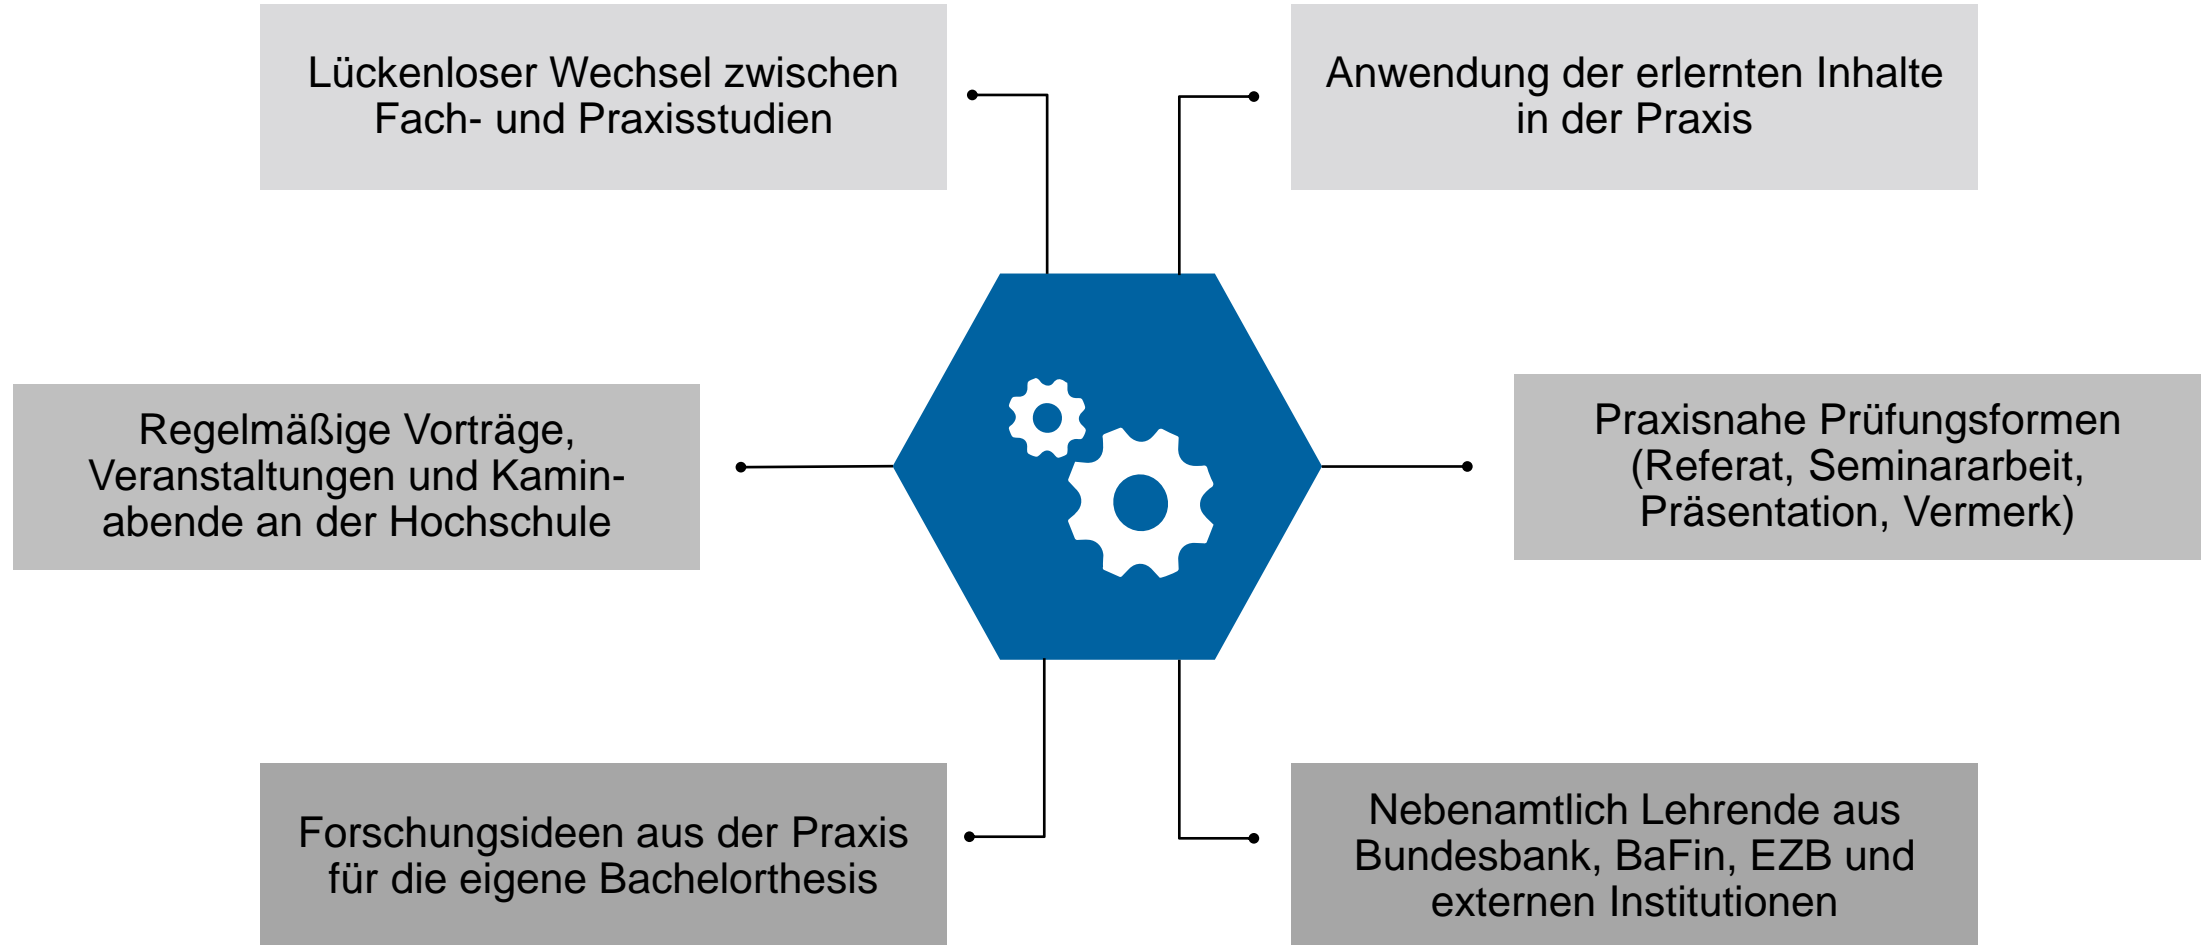 Lückenloser Wechsel zwischen
Fach- und Praxisstudien
Anwendung der erlernten Inhalte
in der Praxis
Regelmäßige Vorträge,
Veranstaltungen und Kamin-
abende an der Hochschule
Praxisnahe Prüfungsformen
(Referat, Seminararbeit,
Präsentation, Vermerk)
Forschungsideen aus der Praxis
für die eigene Bachelorthesis
Nebenamtlich Lehrende aus
Bundesbank, BaFin, EZB und
externen Institutionen